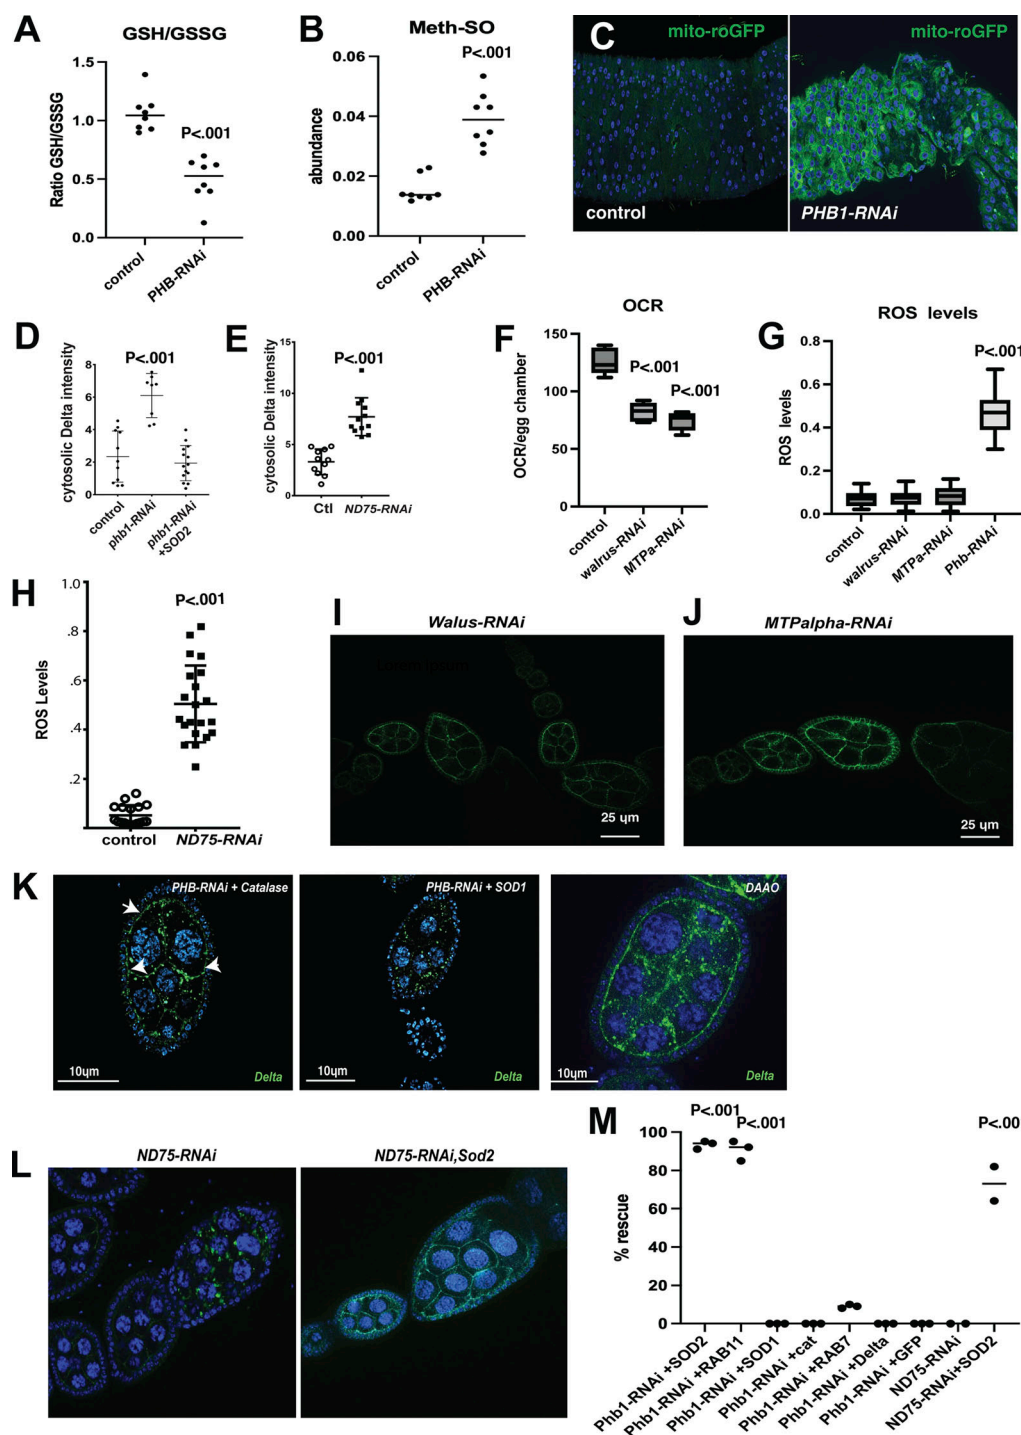 A
GSH/GSSG
Ratio GSH/GSSG
1.5
1.0
0.5
0.0
P<.001
control
PHB-RNAi
B
Meth-SO
abundance
0.06
0.04
0.02
0.00
P<.001
control
PHB-RNAi
C
mito-roGFP
control
mito-roGFP
PHB1-RNAi
D
cytosolic Delta intensity
8
6
4
2
0
P<.001
control
phb1-RNAi
phb1-RNAi
+SOD2
E
cytosolic Delta intensity
15
10
5
0
P<.001
Ctl
ND75-RNAi
F
OCR
OCR/egg chamber
150
100
50
0
P<.001
P<.001
control
walrus-RNAi
MTPa-RNAi
G
ROS levels
ROS levels
0.8
0.6
0.4
0.2
0.0
P<.001
control
walrus-RNAi
MTPa-RNAi
Phb-RNAi
H
ROS Levels
1.0
.8
.6
.4
.2
P<.001
control
ND75-RNAi
I
Walus-RNAi
Lorem ipsum
25 µm
J
MTPalpha-RNAi
25 µm
K
PHB-RNAi + Catalase
10µm
Delta
PHB-RNAi + SOD1
10µm
Delta
DAAO
10µm
Delta
L
ND75-RNAi
ND75-RNAi,Sod2
M
% rescue
100
80
60
40
20
0
P<.001
P<.001
P<.00
Phb1-RNAi +SOD2
Phb1-RNAi +RAB11
Phb1-RNAi +SOD1
Phb1-RNAi +cat
Phb1-RNAi +RAB7
Phb1-RNAi +Delta
Phb1-RNAi +GFP
ND75-RNAi
ND75-RNAi+SOD2